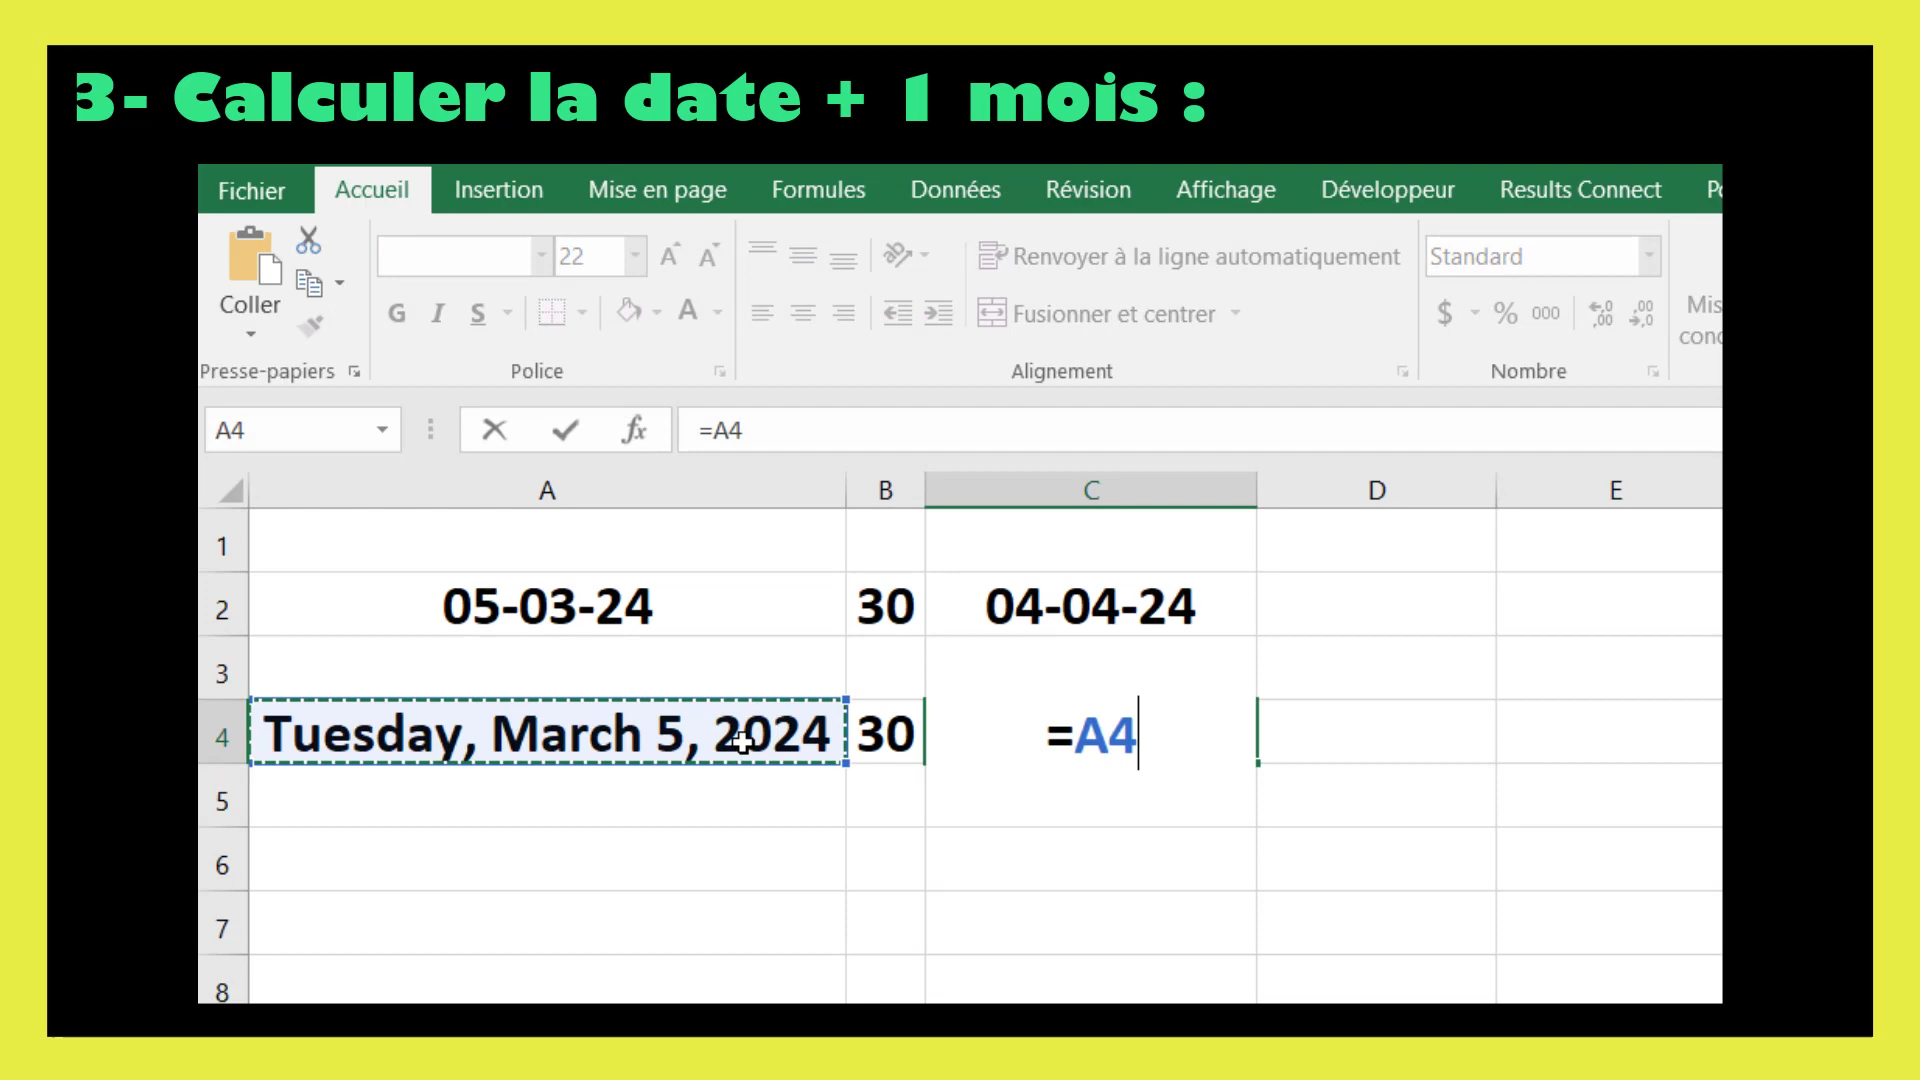 3- Calculer la date + 1 mois :
Fichier Accueil Insertion Mise en page Formules Données Révision Affichage Développeur Results Connect
22 A A Renvoyer à la ligne automatiquement Standard
Coller G I S A Fusionner et centrer $ % 000 ,00 ,00 Mis
Presse-papiers Police Alignement Nombre
A4 fx =A4
A B C D E
1
2 05-03-24 30 04-04-24
3
4 Tuesday, March 5, 2024 30 =A4
5
6
7
8